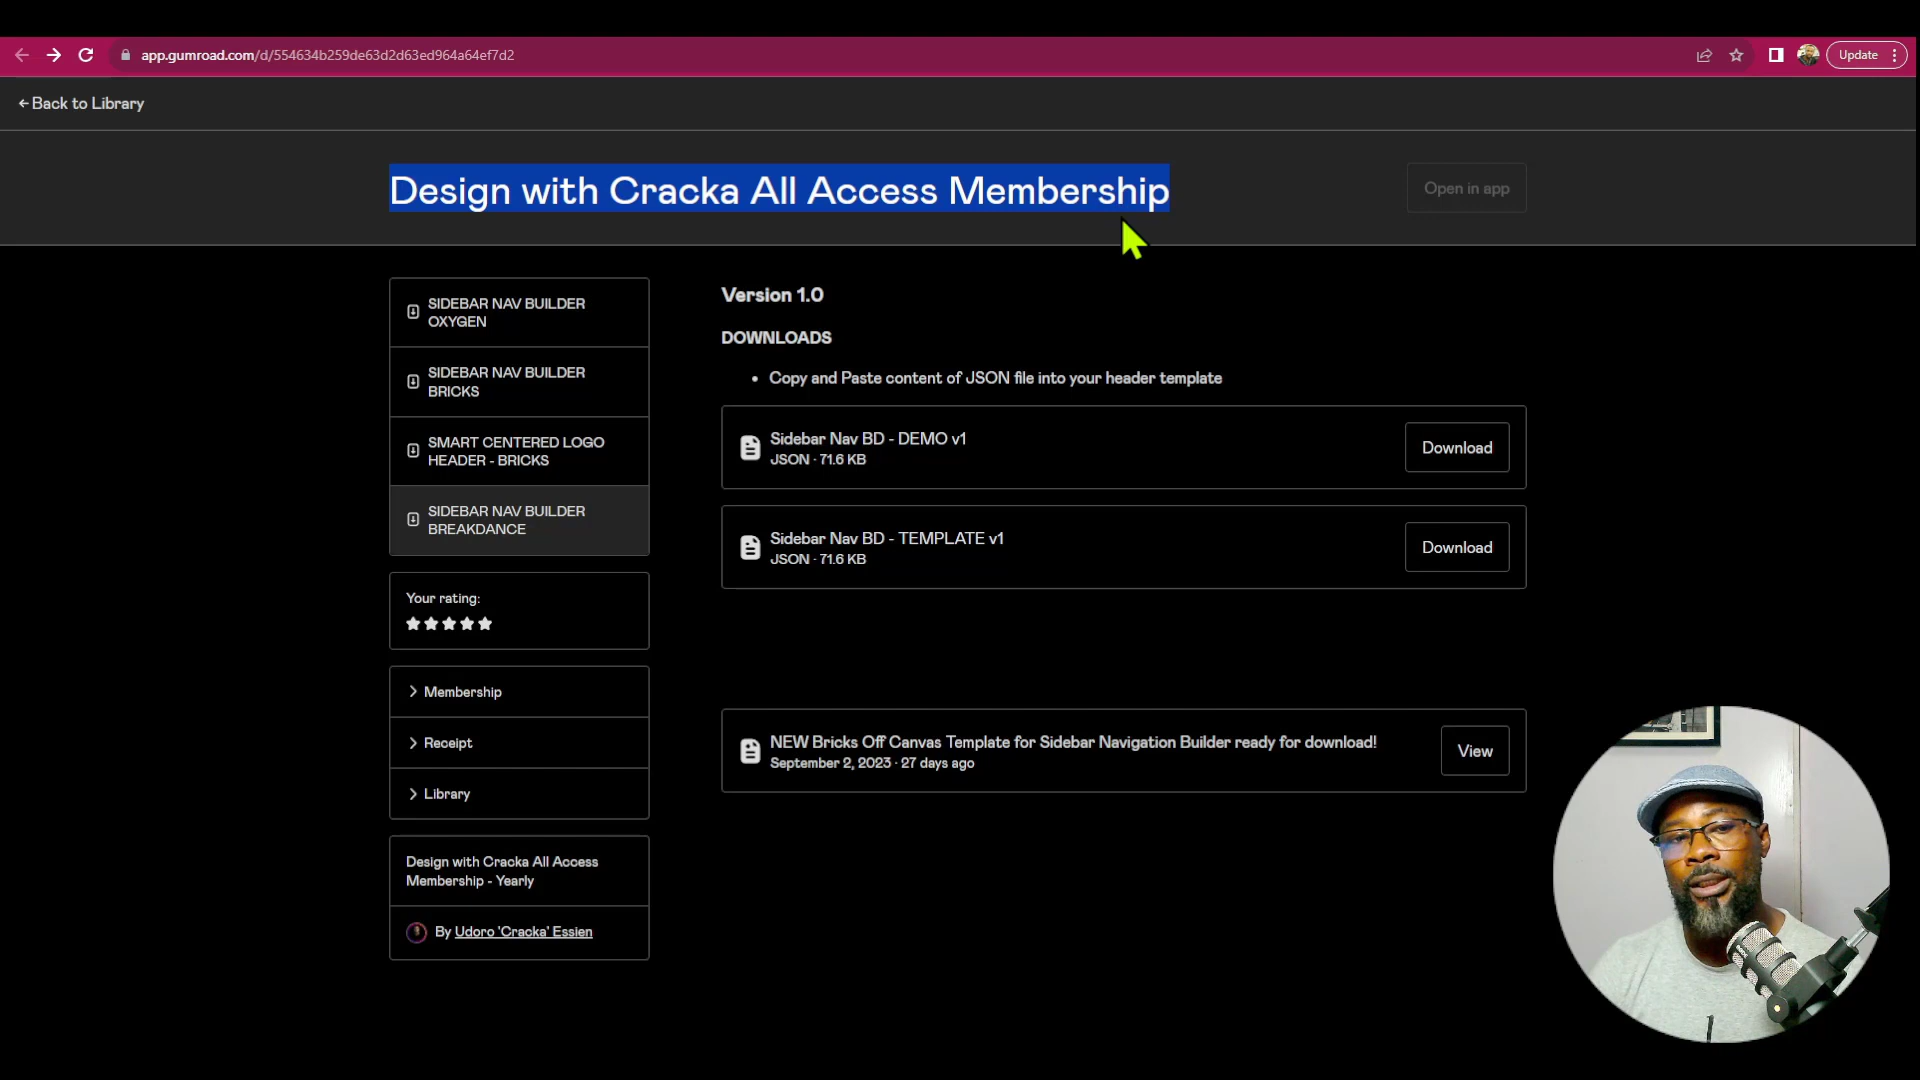 app.gumroad.com/d/554634b259de63d2d63ed964a64ef7d2
Update
Back to Library
Design with Cracka All Access Membership
Open in app
SIDEBAR NAV BUILDER
OXYGEN
SIDEBAR NAV BUILDER
BRICKS
SMART CENTERED LOGO
HEADER - BRICKS
SIDEBAR NAV BUILDER
BREAKDANCE
Your rating:
Membership
Receipt
Library
Design with Cracka All Access
Membership - Yearly
By Udoro 'Cracka' Essien
Version 1.0
DOWNLOADS
• Copy and Paste content of JSON file into your header template
Sidebar Nav BD - DEMO v1
JSON · 71.6 KB
Download
Sidebar Nav BD - TEMPLATE v1
JSON · 71.6 KB
Download
NEW Bricks Off Canvas Template for Sidebar Navigation Builder ready for download!
September 2, 2023 · 27 days ago
View